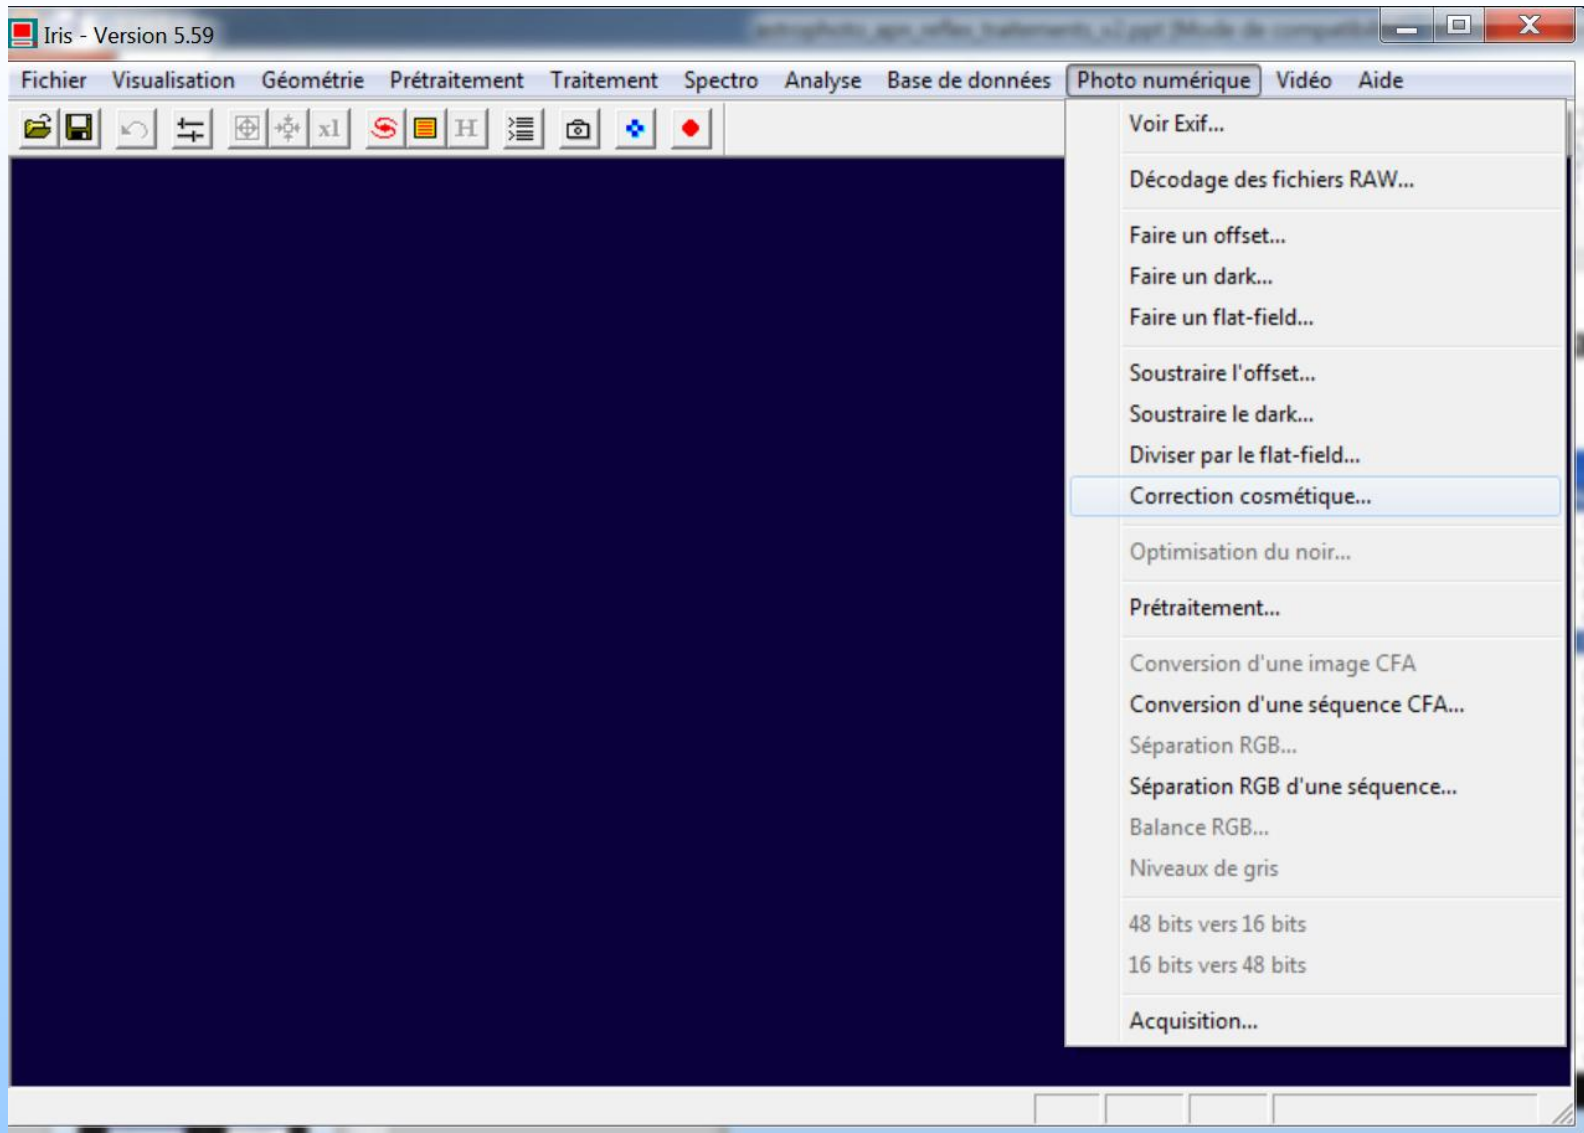 Iris - Version 5.59
Fichier Visualisation Géométrie Prétraitement Traitement Spectro Analyse Base de données Photo numérique Vidéo Aide
x1 H
Voir Exif...
Décodage des fichiers RAW...
Faire un offset...
Faire un dark...
Faire un flat-field...
Soustraire l'offset...
Soustraire le dark...
Diviser par le flat-field...
Correction cosmétique...
Optimisation du noir...
Prétraitement...
Conversion d'une image CFA
Conversion d'une séquence CFA...
Séparation RGB...
Séparation RGB d'une séquence...
Balance RGB...
Niveaux de gris
48 bits vers 16 bits
16 bits vers 48 bits
Acquisition...